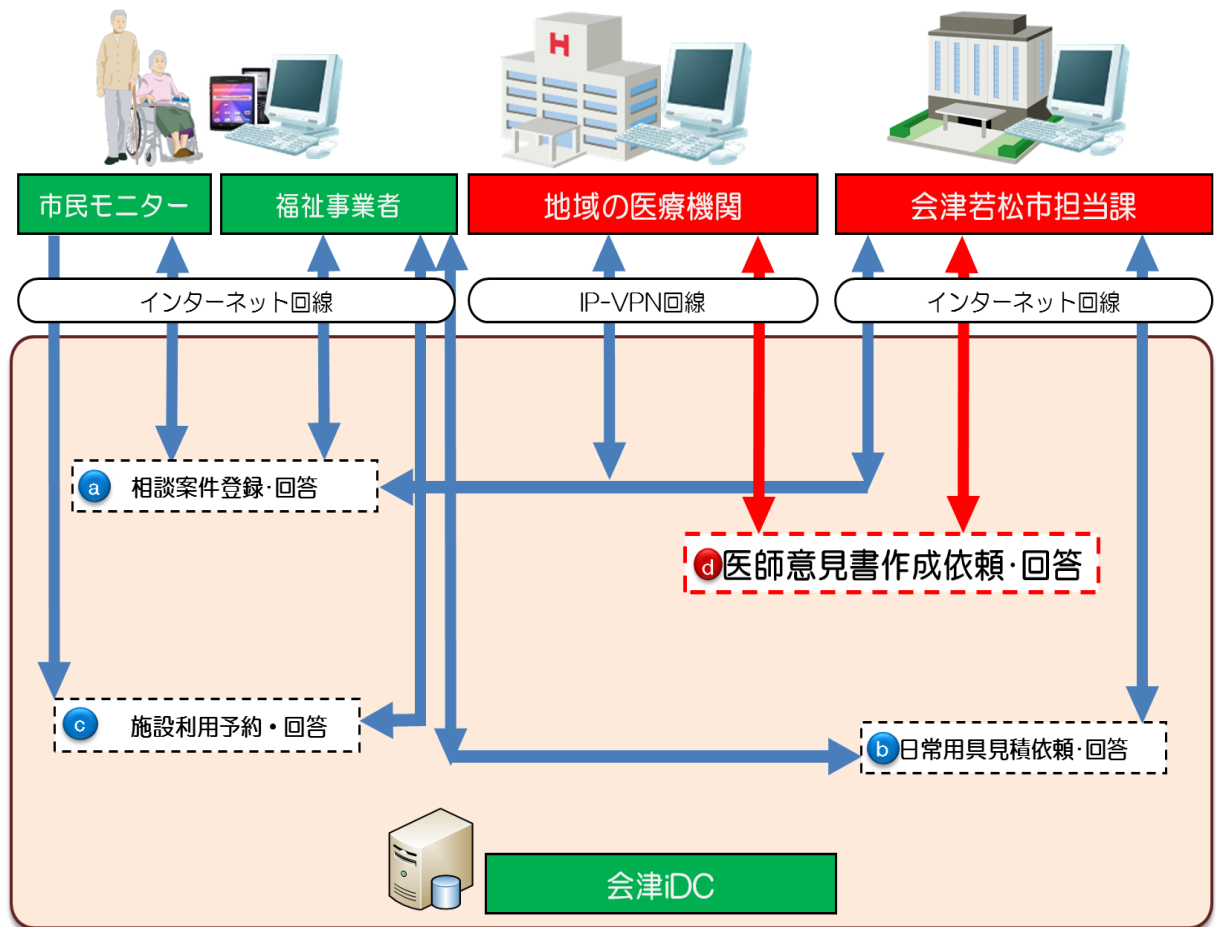 H
市民モニター
福祉事業者
地域の医療機関
会津若松市担当課
インターネット回線
IP-VPN回線
インターネット回線
a 相談案件登録･回答
d 医師意見書作成依頼･回答
c 施設利用予約・回答
b 日常用具見積依頼･回答
会津iDC